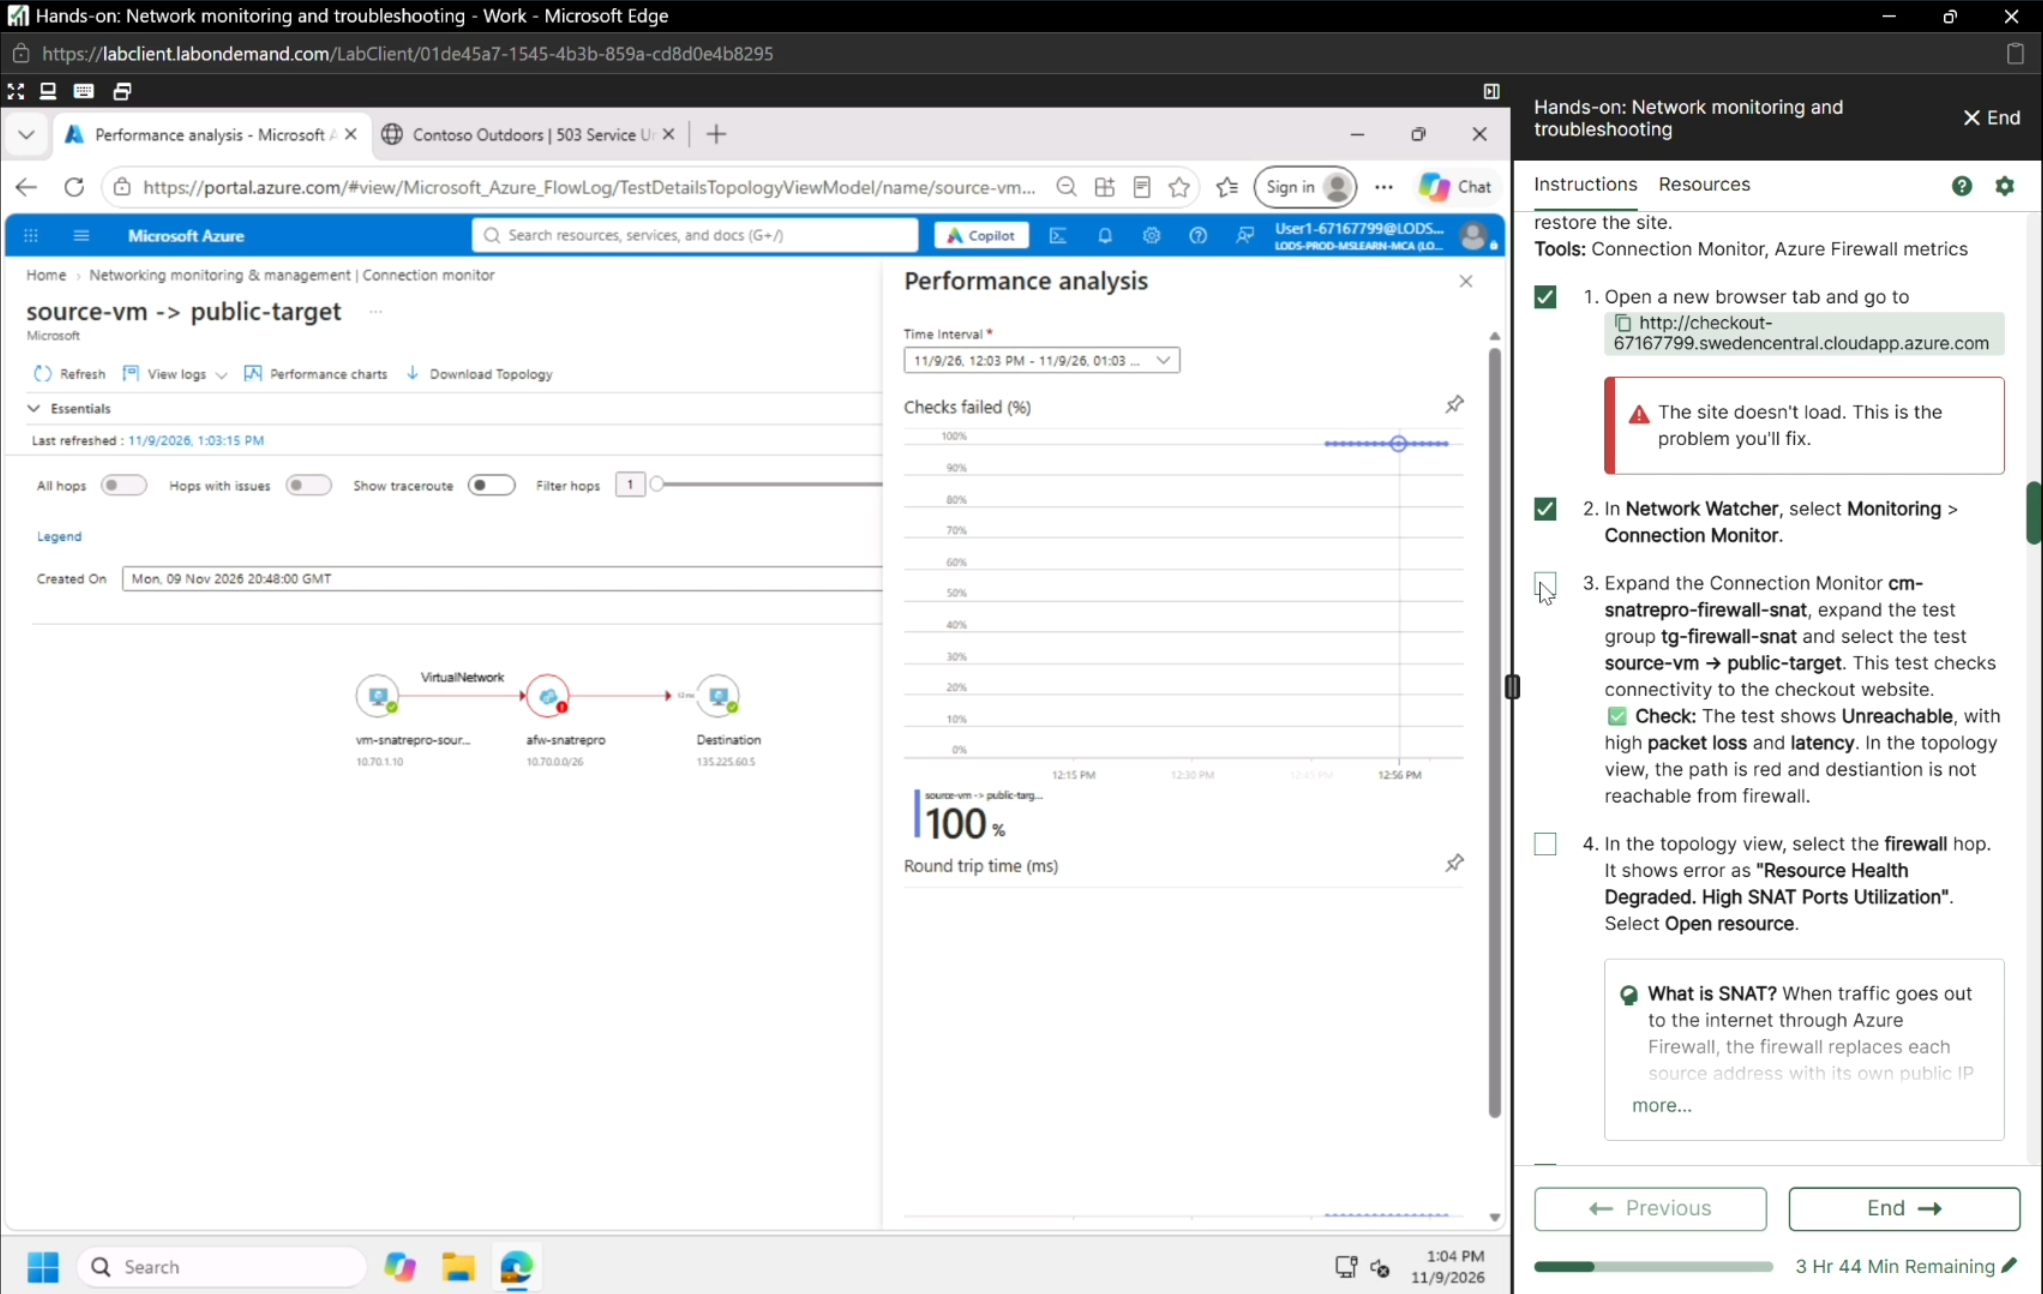 Hands-on: Network monitoring and troubleshooting - Work - Microsoft Edge
https://labclient.labondemand.com/LabClient/01de45a7-1545-4b3b-859a-cd8d0e4b8295
Performance analysis - Microsoft A
Contoso Outdoors | 503 Service Un
https://portal.azure.com/#view/Microsoft_Azure_FlowLog/TestDetailsTopologyViewModel/name/source-vm...
Sign in
Chat
Microsoft Azure
Search resources, services, and docs (G+/)
Copilot
User1-67167799@LODS...
LODS-PROD-MSLEARN-MCA (LO...
Home > Networking monitoring & management | Connection monitor
source-vm -> public-target ...
Microsoft
Refresh
View logs
Performance charts
Download Topology
Essentials
Last refreshed : 11/9/2026, 1:03:15 PM
All hops
Hops with issues
Show traceroute
Filter hops
1
Legend
Created On
Mon, 09 Nov 2026 20:48:00 GMT
VirtualNetwork
12ms
vm-snatrepro-sour...
10.70.1.10
afw-snatrepro
10.70.0.0/26
Destination
135.225.60.5
Performance analysis
Time Interval *
11/9/26, 12:03 PM - 11/9/26, 01:03 ...
Checks failed (%)
100%
90%
80%
70%
60%
50%
40%
30%
20%
10%
0%
12:15 PM
12:30 PM
12:45 PM
12:56 PM
source-vm -> public-targ...
100 %
Round trip time (ms)
Search
1:04 PM
11/9/2026
Hands-on: Network monitoring and
troubleshooting
End
Instructions
Resources
restore the site.
Tools: Connection Monitor, Azure Firewall metrics
1. Open a new browser tab and go to
http://checkout-
67167799.swedencentral.cloudapp.azure.com
The site doesn't load. This is the
problem you'll fix.
2. In Network Watcher, select Monitoring >
Connection Monitor.
3. Expand the Connection Monitor cm-
snatrepro-firewall-snat, expand the test
group tg-firewall-snat and select the test
source-vm → public-target. This test checks
connectivity to the checkout website.
✅ Check: The test shows Unreachable, with
high packet loss and latency. In the topology
view, the path is red and destiantion is not
reachable from firewall.
4. In the topology view, select the firewall hop.
It shows error as "Resource Health
Degraded. High SNAT Ports Utilization".
Select Open resource.
What is SNAT? When traffic goes out
to the internet through Azure
Firewall, the firewall replaces each
source address with its own public IP
more...
← Previous
End →
3 Hr 44 Min Remaining